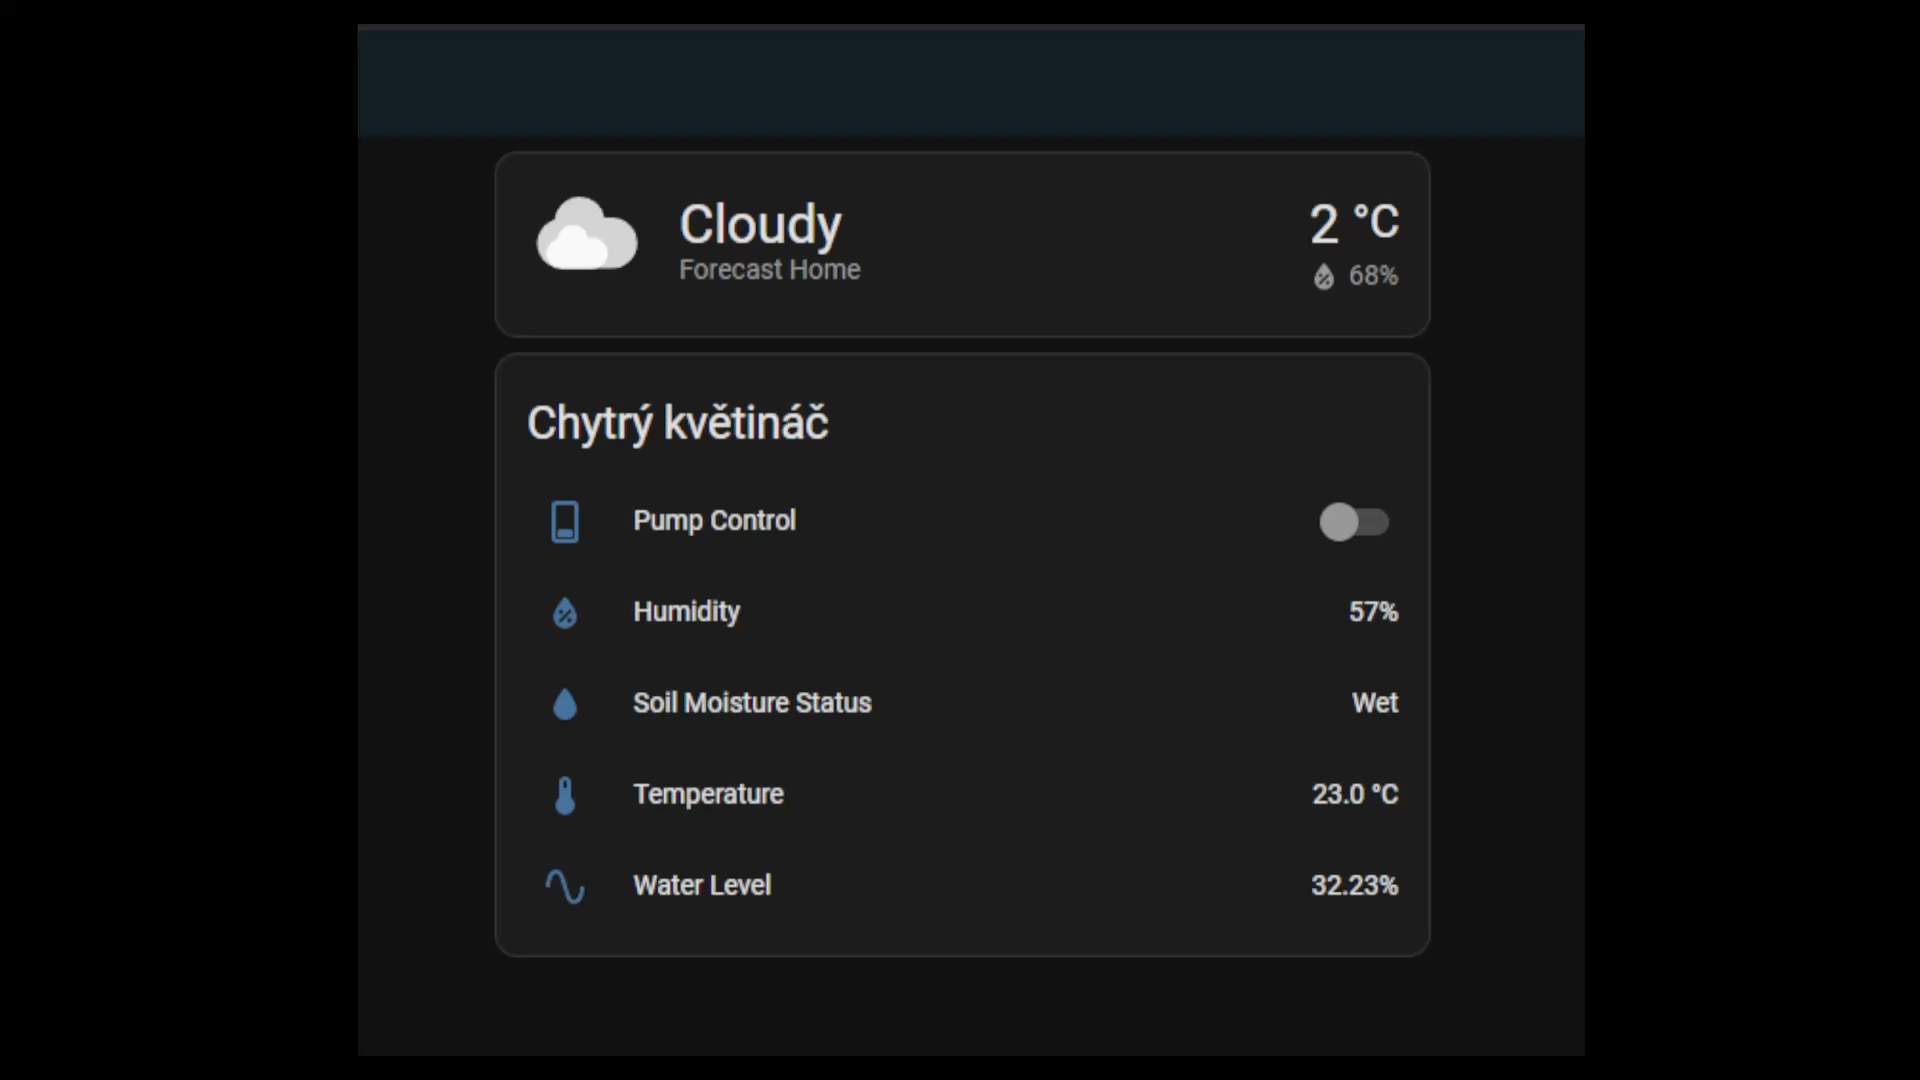 Cloudy
2 °C
Forecast Home
68%
Chytrý květináč
Pump Control
Humidity
57%
Soil Moisture Status
Wet
Temperature
23.0 °C
Water Level
32.23%